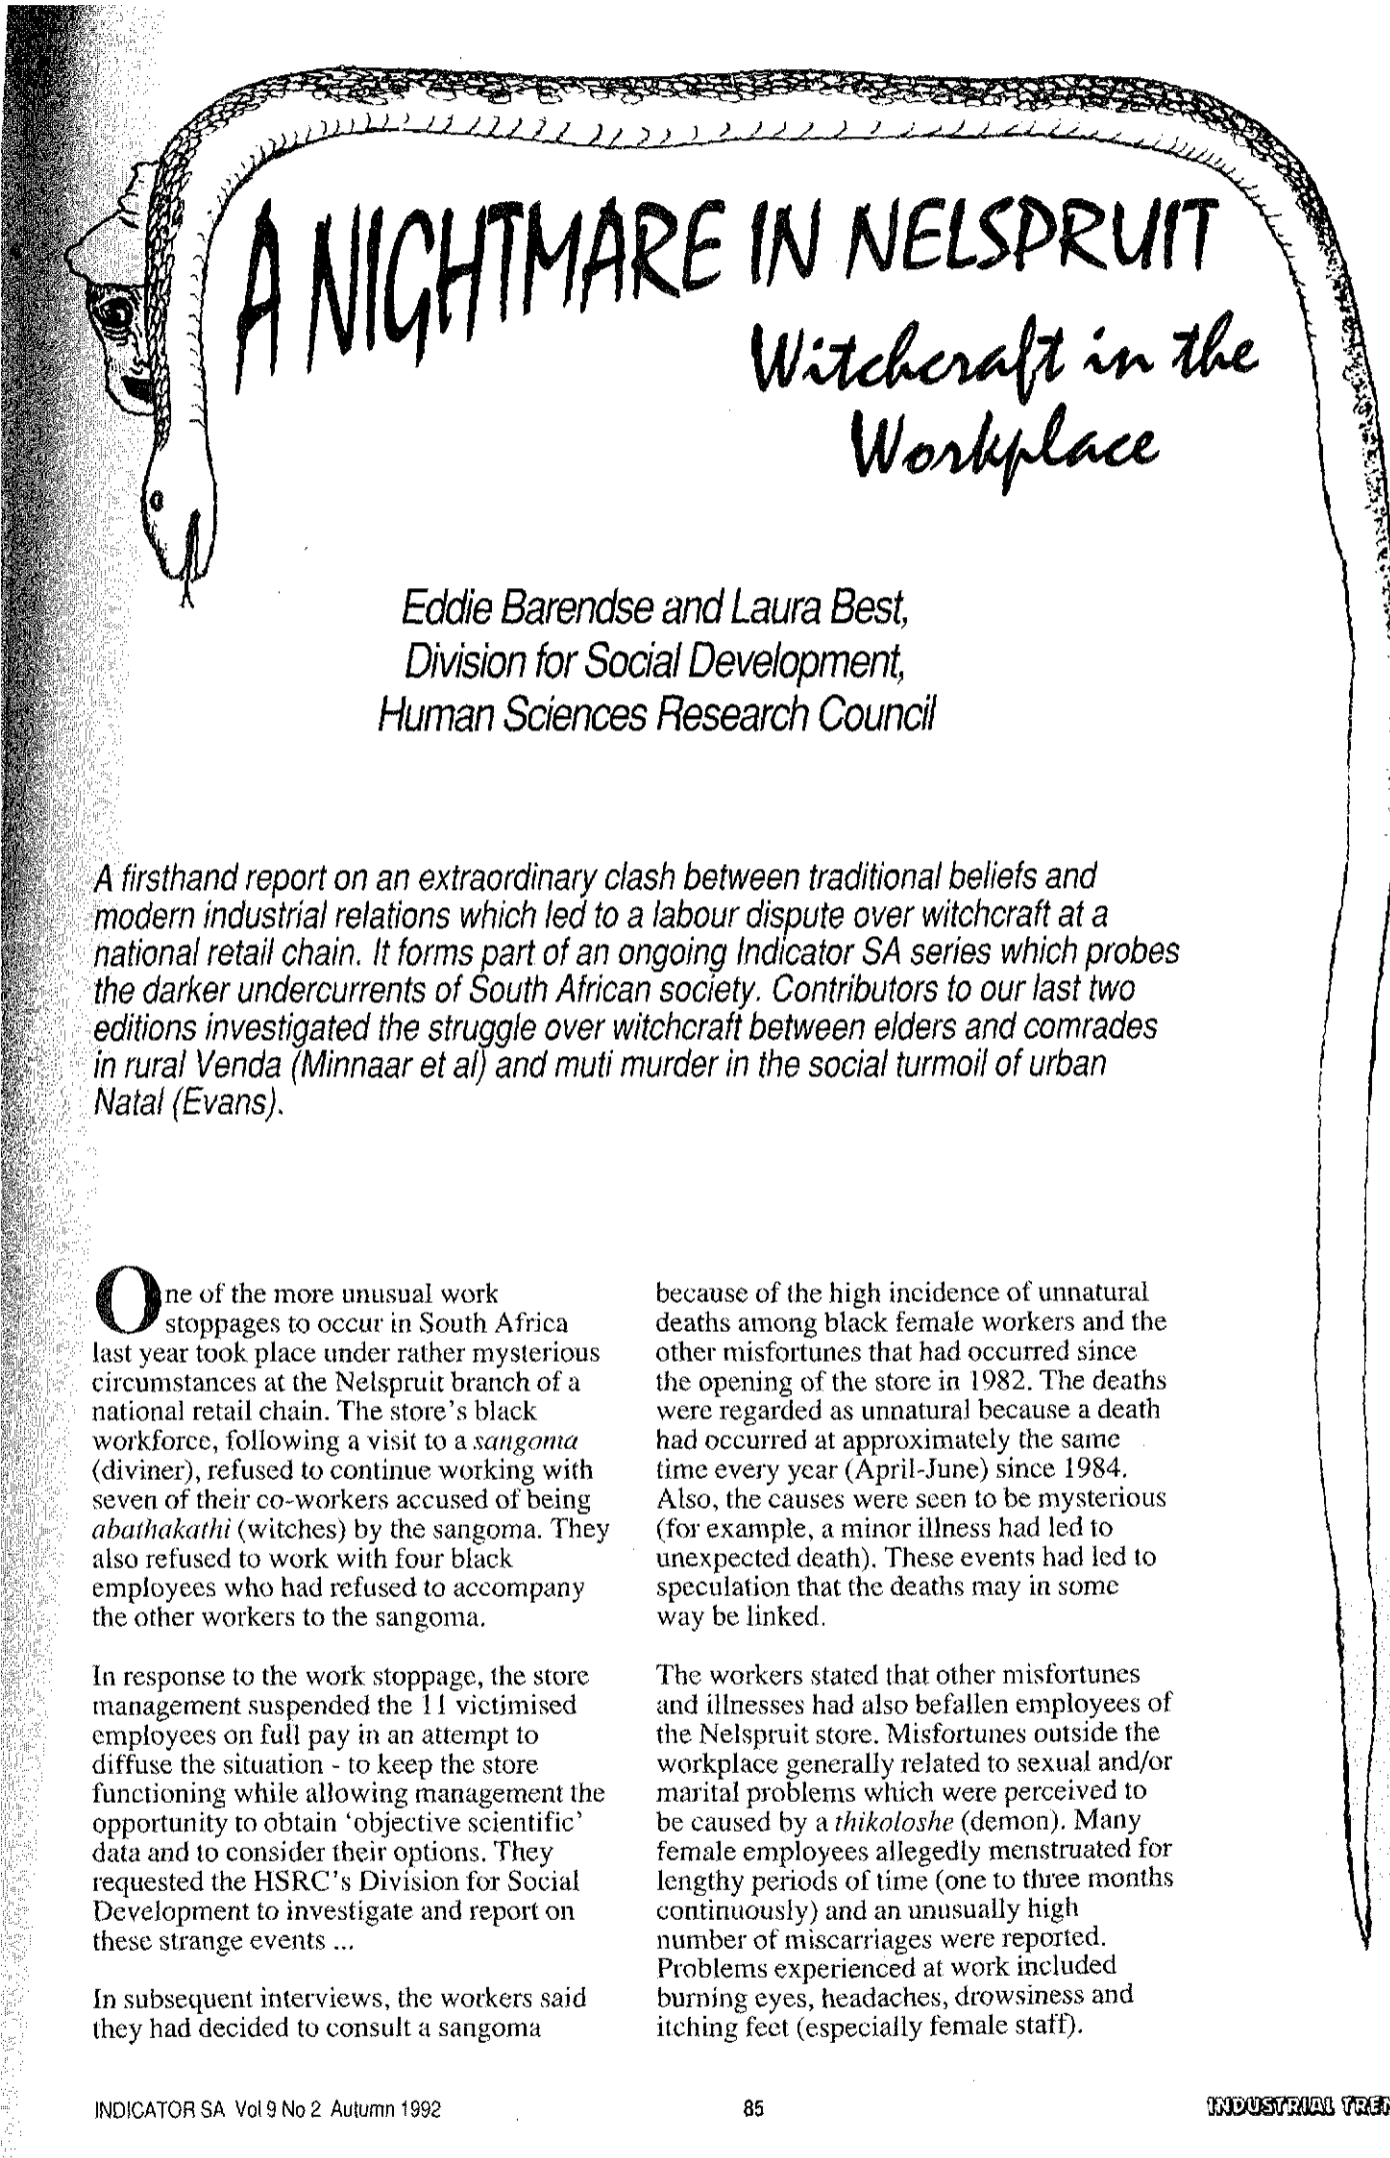 A NIGHTMARE IN NELSPRUIT
Witchcraft in the
Workplace
Eddie Barendse and Laura Best,
Division for Social Development,
Human Sciences Research Council
A firsthand report on an extraordinary clash between traditional beliefs and
modern industrial relations which led to a labour dispute over witchcraft at a
national retail chain. It forms part of an ongoing Indicator SA series which probes
the darker undercurrents of South African society. Contributors to our last two
editions investigated the struggle over witchcraft between elders and comrades
in rural Venda (Minnaar et al) and muti murder in the social turmoil of urban
Natal (Evans).
One of the more unusual work
stoppages to occur in South Africa
last year took place under rather mysterious
circumstances at the Nelspruit branch of a
national retail chain. The store's black
workforce, following a visit to a sangoma
(diviner), refused to continue working with
seven of their co-workers accused of being
abathakathi (witches) by the sangoma. They
also refused to work with four black
employees who had refused to accompany
the other workers to the sangoma.
In response to the work stoppage, the store
management suspended the 11 victimised
employees on full pay in an attempt to
diffuse the situation - to keep the store
functioning while allowing management the
opportunity to obtain 'objective scientific'
data and to consider their options. They
requested the HSRC's Division for Social
Development to investigate and report on
these strange events ...
In subsequent interviews, the workers said
they had decided to consult a sangoma
because of the high incidence of unnatural
deaths among black female workers and the
other misfortunes that had occurred since
the opening of the store in 1982. The deaths
were regarded as unnatural because a death
had occurred at approximately the same
time every year (April-June) since 1984.
Also, the causes were seen to be mysterious
(for example, a minor illness had led to
unexpected death). These events had led to
speculation that the deaths may in some
way be linked.
The workers stated that other misfortunes
and illnesses had also befallen employees of
the Nelspruit store. Misfortunes outside the
workplace generally related to sexual and/or
marital problems which were perceived to
be caused by a thikoloshe (demon). Many
female employees allegedly menstruated for
lengthy periods of time (one to three months
continuously) and an unusually high
number of miscarriages were reported.
Problems experienced at work included
burning eyes, headaches, drowsiness and
itching feet (especially female staff).
INDICATOR SA Vol 9 No 2 Autumn 1992
85
INDUSTRIAL TREN